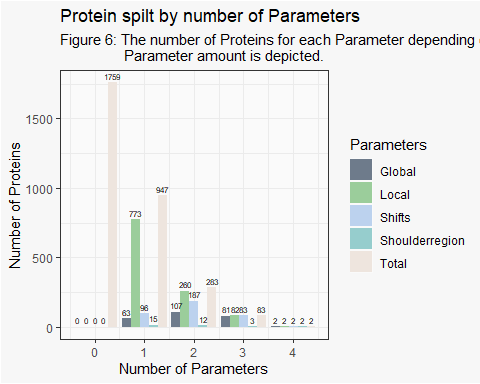 Protein spilt by number of Parameters
Figure 6: The number of Proteins for each Parameter depending
Parameter amount is depicted.
Number of Proteins
1500
1000
500
0
1759
0 0 0 0
63 773 96 15 947
107 260 187 12 283
81 82 83 3 83
2 2 2 2 2
0 1 2 3 4
Number of Parameters
Parameters
Global
Local
Shifts
Shoulderregion
Total